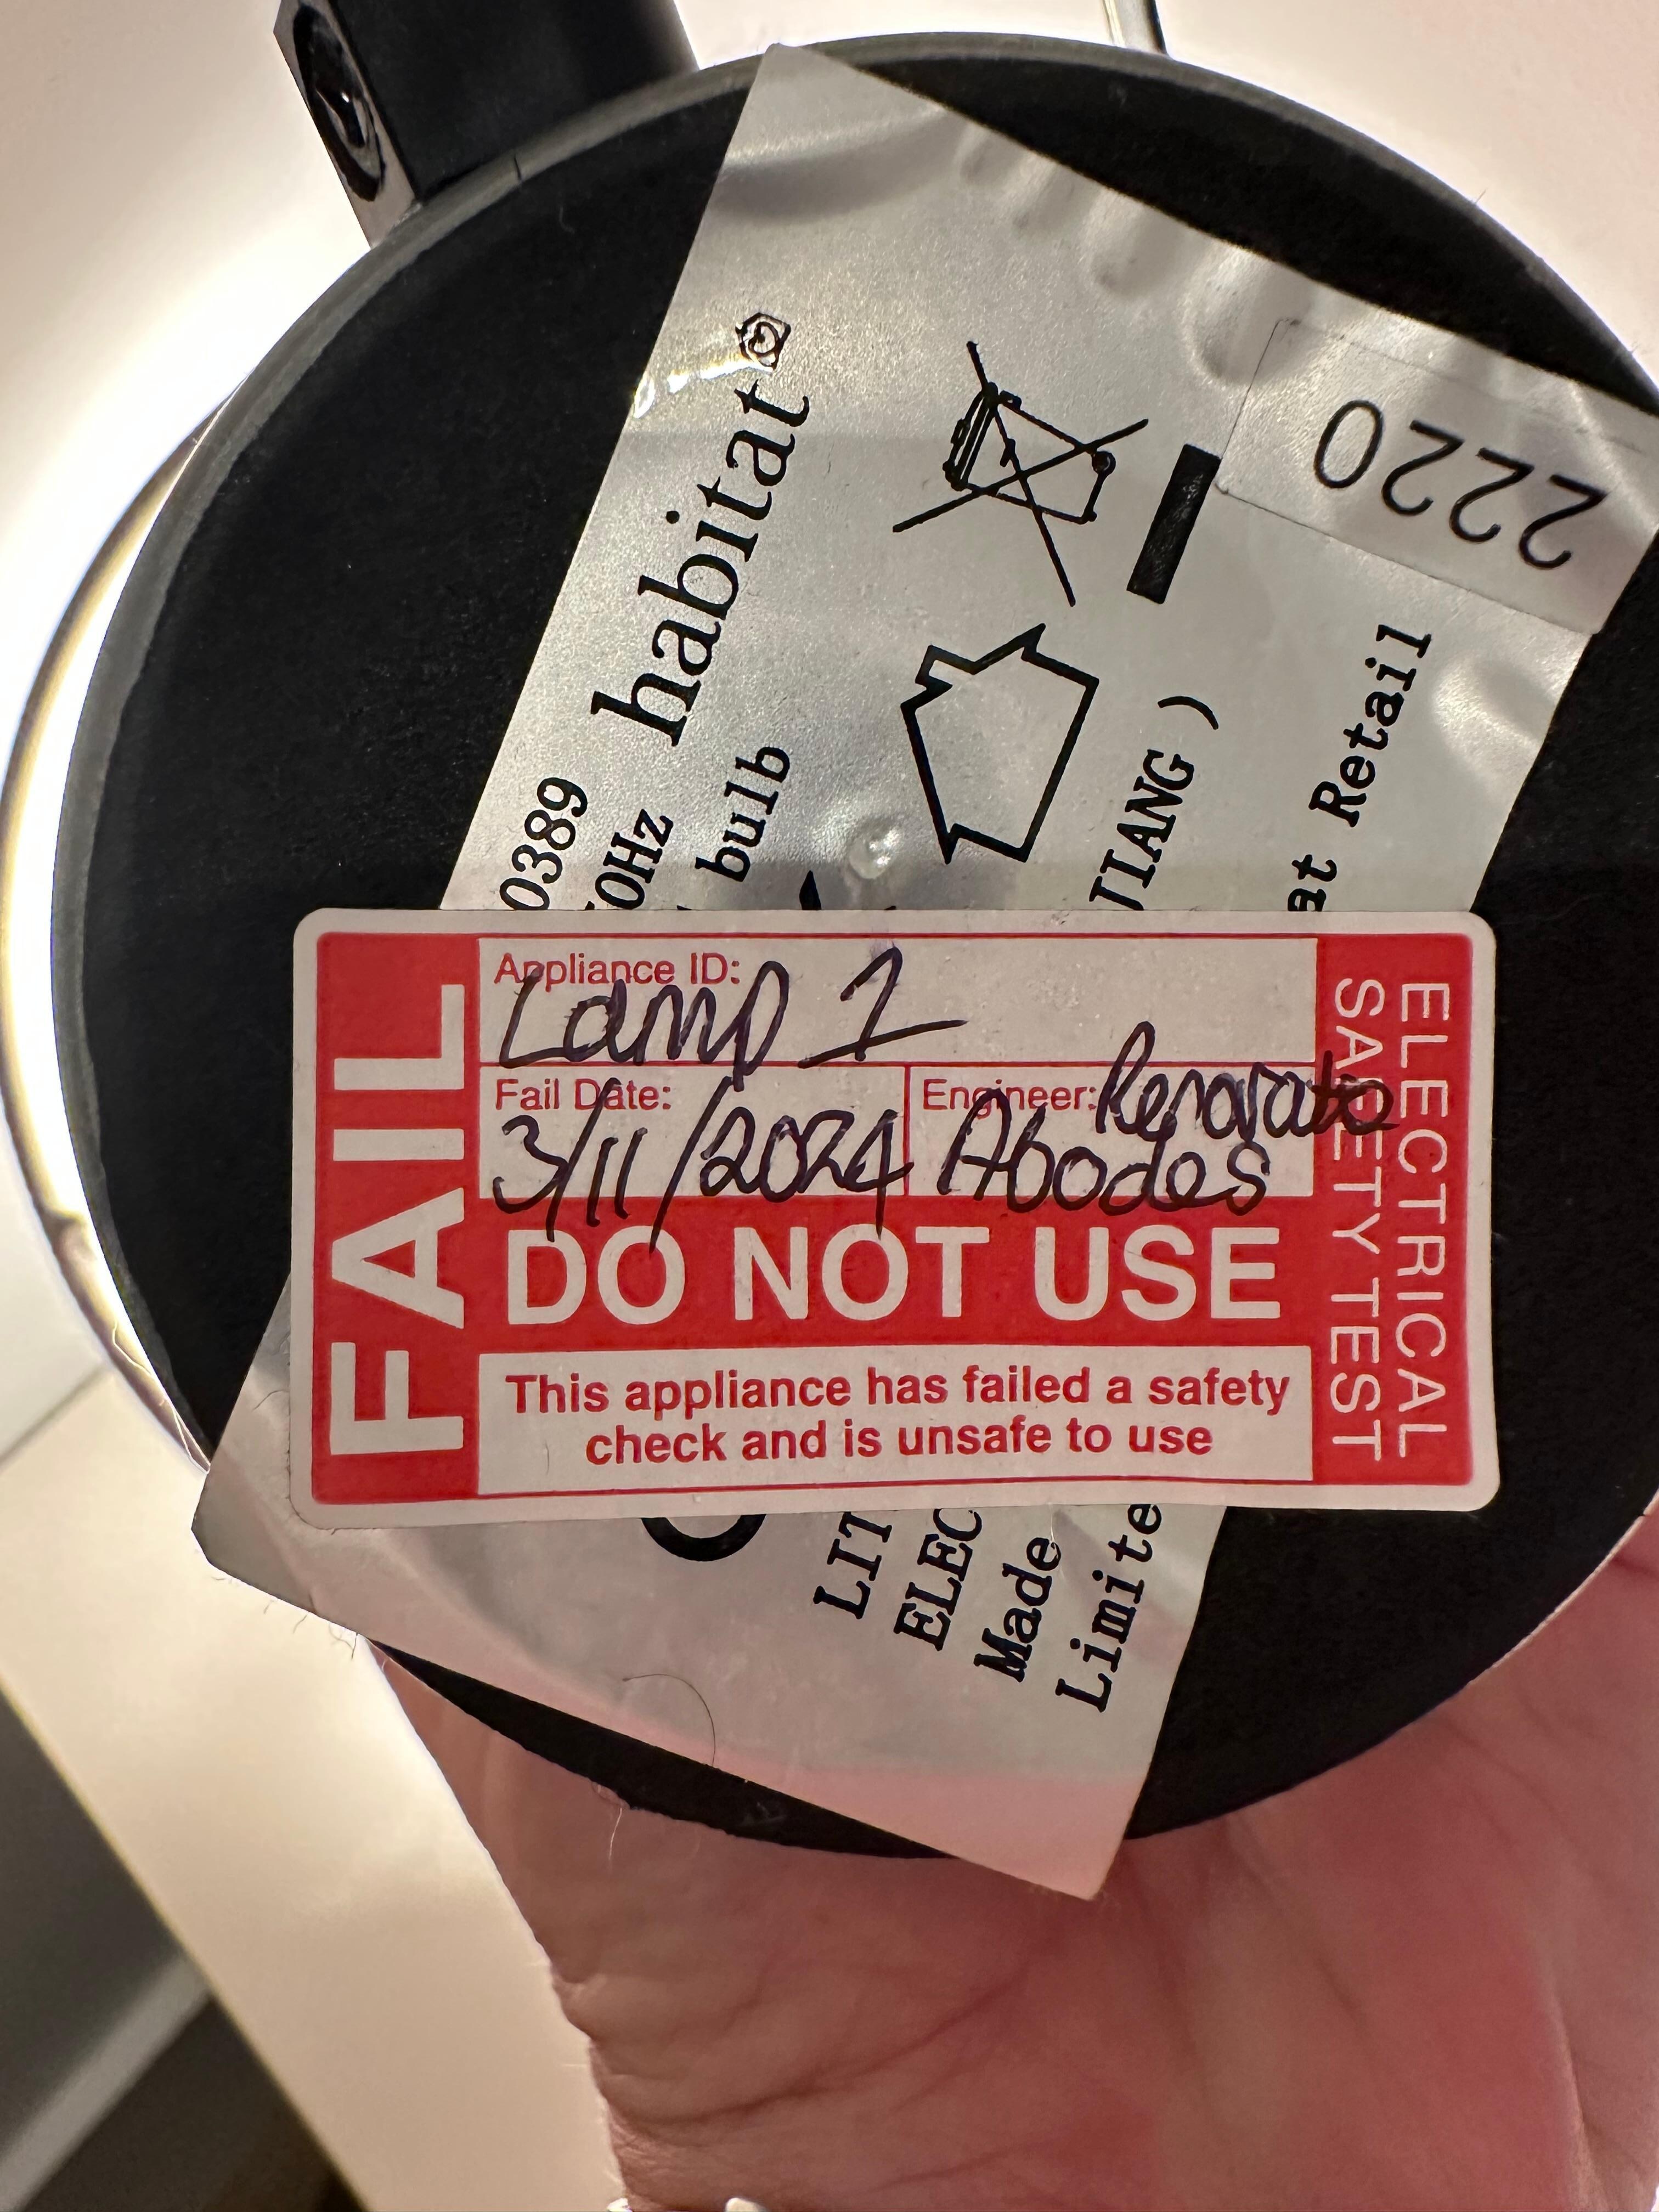 habitat®
0389
0Hz
bulb
2220
JIANG )
at Retail
FAIL
Appliance ID:
Lamp 1
Fail Date:
3/11/2024
Engineer: Renovate
Abodes
DO NOT USE
This appliance has failed a safety
check and is unsafe to use
ELECTRICAL
SAFETY TEST
LIT
ELEC
Made
Limite